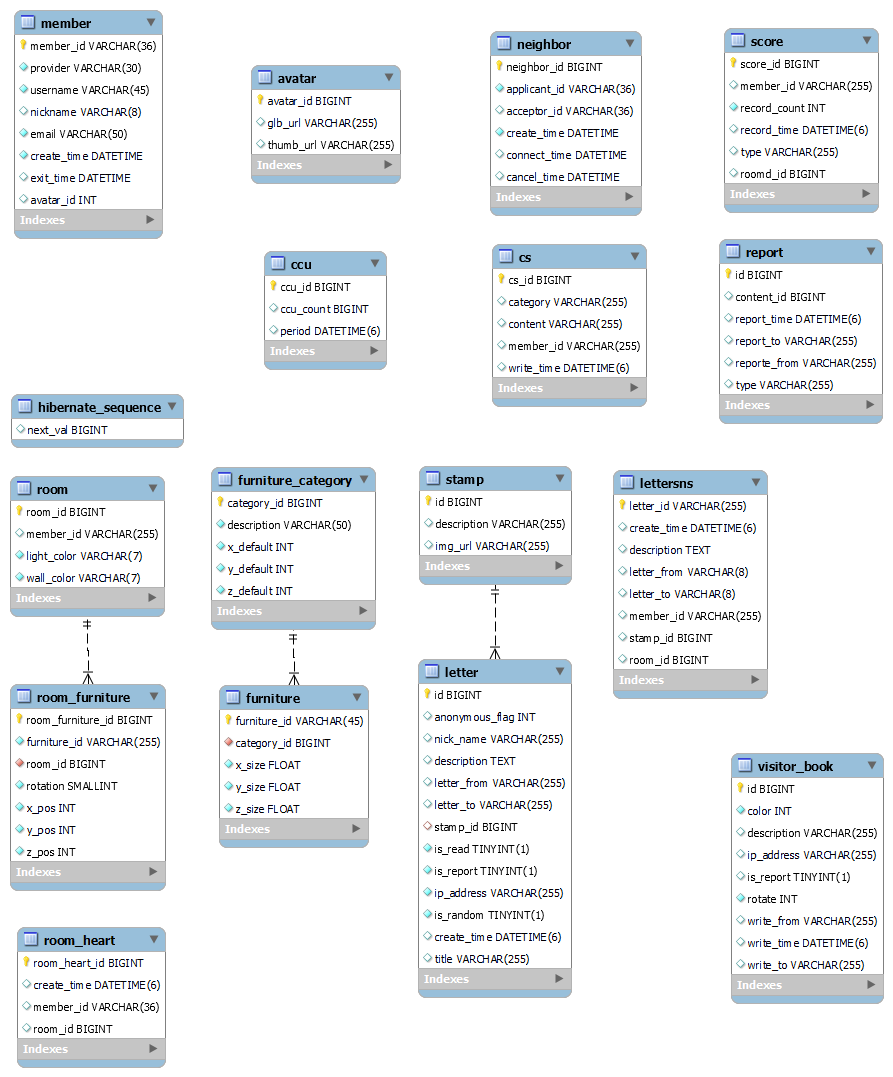 member
member_id VARCHAR(36)
provider VARCHAR(30)
username VARCHAR(45)
nickname VARCHAR(8)
email VARCHAR(50)
create_time DATETIME
exit_time DATETIME
avatar_id INT
Indexes
avatar
avatar_id BIGINT
glb_url VARCHAR(255)
thumb_url VARCHAR(255)
Indexes
neighbor
neighbor_id BIGINT
applicant_id VARCHAR(36)
acceptor_id VARCHAR(36)
create_time DATETIME
connect_time DATETIME
cancel_time DATETIME
Indexes
score
score_id BIGINT
member_id VARCHAR(255)
record_count INT
record_time DATETIME(6)
type VARCHAR(255)
roomd_id BIGINT
Indexes
ccu
ccu_id BIGINT
ccu_count BIGINT
period DATETIME(6)
Indexes
cs
cs_id BIGINT
category VARCHAR(255)
content VARCHAR(255)
member_id VARCHAR(255)
write_time DATETIME(6)
Indexes
report
id BIGINT
content_id BIGINT
report_time DATETIME(6)
report_to VARCHAR(255)
reporte_from VARCHAR(255)
type VARCHAR(255)
Indexes
hibernate_sequence
next_val BIGINT
room
room_id BIGINT
member_id VARCHAR(255)
light_color VARCHAR(7)
wall_color VARCHAR(7)
Indexes
furniture_category
category_id BIGINT
description VARCHAR(50)
x_default INT
y_default INT
z_default INT
Indexes
stamp
id BIGINT
description VARCHAR(255)
img_url VARCHAR(255)
Indexes
lettersns
letter_id VARCHAR(255)
create_time DATETIME(6)
description TEXT
letter_from VARCHAR(8)
letter_to VARCHAR(8)
member_id VARCHAR(255)
stamp_id BIGINT
room_id BIGINT
Indexes
room_furniture
room_furniture_id BIGINT
furniture_id VARCHAR(255)
room_id BIGINT
rotation SMALLINT
x_pos INT
y_pos INT
z_pos INT
Indexes
furniture
furniture_id VARCHAR(45)
category_id BIGINT
x_size FLOAT
y_size FLOAT
z_size FLOAT
Indexes
letter
id BIGINT
anonymous_flag INT
nick_name VARCHAR(255)
description TEXT
letter_from VARCHAR(255)
letter_to VARCHAR(255)
stamp_id BIGINT
is_read TINYINT(1)
is_report TINYINT(1)
ip_address VARCHAR(255)
is_random TINYINT(1)
create_time DATETIME(6)
title VARCHAR(255)
Indexes
visitor_book
id BIGINT
color INT
description VARCHAR(255)
ip_address VARCHAR(255)
is_report TINYINT(1)
rotate INT
write_from VARCHAR(255)
write_time DATETIME(6)
write_to VARCHAR(255)
Indexes
room_heart
room_heart_id BIGINT
create_time DATETIME(6)
member_id VARCHAR(36)
room_id BIGINT
Indexes